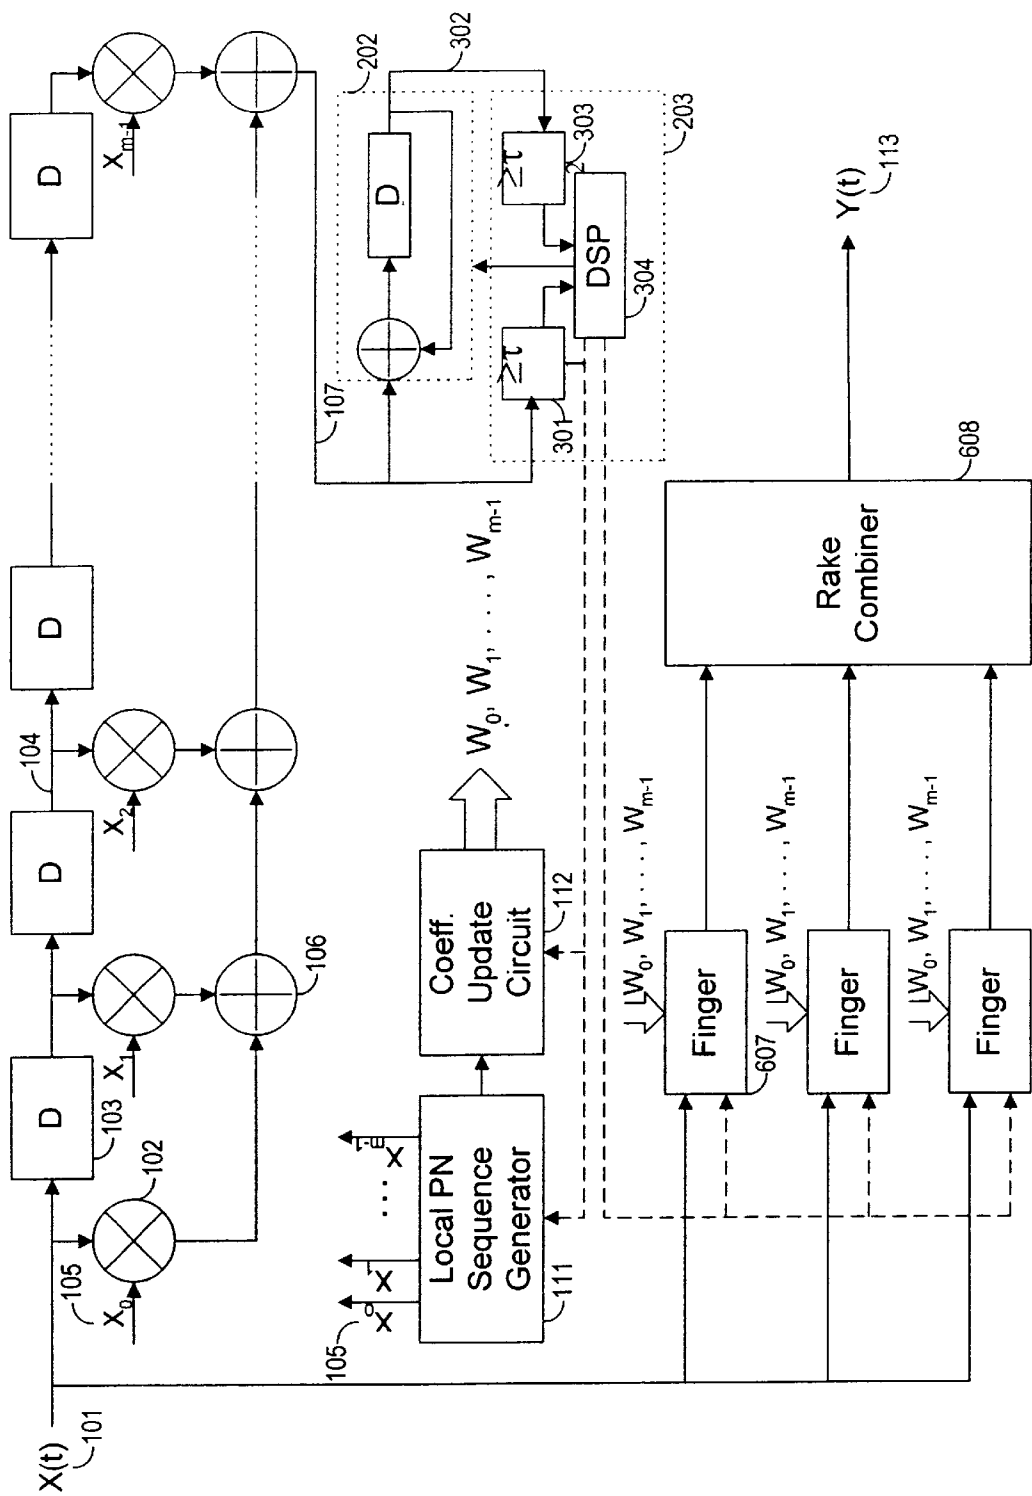 X(t)
101
D
103
D
104
D
D
102
105
X0
X1
X2
Xm-1
106
107
202
302
D
203
≥τ
301
≥τ
303
2
DSP
304
105
X0
X1
. . .
Xm-1
Local PN
Sequence
Generator
111
Coeff.
Update
Circuit
112
W0, W1, . . . , Wm-1
W0, W1, . . . . , Wm-1
Finger
607
W0, W1, . . . . , Wm-1
Finger
W0, W1, . . . . , Wm-1
Finger
Rake
Combiner
608
Y(t)
113